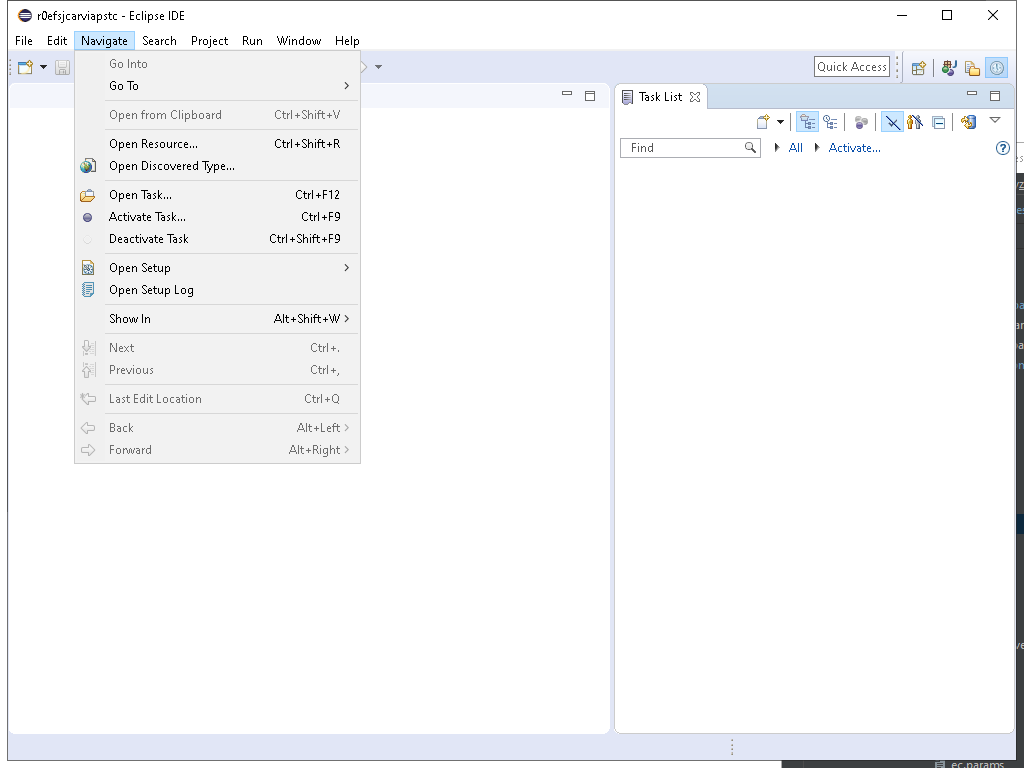 r0efsjcarviapstc - Eclipse IDE
File Edit Navigate Search Project Run Window Help
Quick Access
Go Into
Go To
Open from Clipboard Ctrl+Shift+V
Open Resource... Ctrl+Shift+R
Open Discovered Type...
Open Task... Ctrl+F12
Activate Task... Ctrl+F9
Deactivate Task Ctrl+Shift+F9
Open Setup
Open Setup Log
Show In Alt+Shift+W
Next Ctrl+.
Previous Ctrl+,
Last Edit Location Ctrl+Q
Back Alt+Left
Forward Alt+Right
Task List
Find All Activate...
ec.params